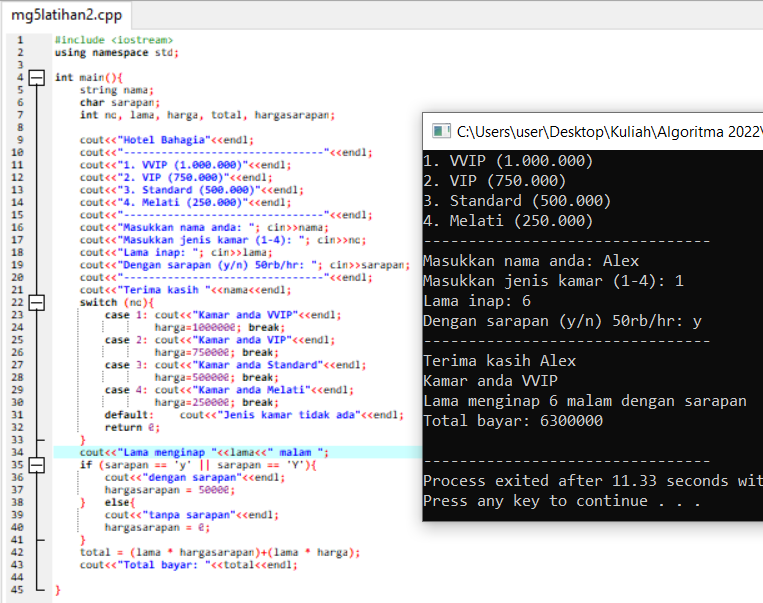 mg5latihan2.cpp
1 #include <iostream>
2 using namespace std;
3
4 int main(){
5 string nama;
6 char sarapan;
7 int no, lama, harga, total, hargasarapan;
8
9 cout<<"Hotel Bahagia"<<endl;
10 cout<<"--------------------------------"<<endl;
11 cout<<"1. VVIP (1.000.000)"<<endl;
12 cout<<"2. VIP (750.000)"<<endl;
13 cout<<"3. Standard (500.000)"<<endl;
14 cout<<"4. Melati (250.000)"<<endl;
15 cout<<"--------------------------------"<<endl;
16 cout<<"Masukkan nama anda: "; cin>>nama;
17 cout<<"Masukkan jenis kamar (1-4): "; cin>>no;
18 cout<<"Lama inap: "; cin>>lama;
19 cout<<"Dengan sarapan (y/n) 50rb/hr: "; cin>>sarapan;
20 cout<<"--------------------------------"<<endl;
21 cout<<"Terima kasih "<<nama<<endl;
22 switch (no){
23 case 1: cout<<"Kamar anda VVIP"<<endl;
24 harga=1000000; break;
25 case 2: cout<<"Kamar anda VIP"<<endl;
26 harga=750000; break;
27 case 3: cout<<"Kamar anda Standard"<<endl;
28 harga=500000; break;
29 case 4: cout<<"Kamar anda Melati"<<endl;
30 harga=250000; break;
31 default: cout<<"Jenis kamar tidak ada"<<endl;
32 return 0;
33 }
34 cout<<"Lama menginap "<<lama<<" malam ";
35 if (sarapan == 'y' || sarapan == 'Y'){
36 cout<<"dengan sarapan"<<endl;
37 hargasarapan = 50000;
38 } else{
39 cout<<"tanpa sarapan"<<endl;
40 hargasarapan = 0;
41 }
42 total = (lama * hargasarapan)+(lama * harga);
43 cout<<"Total bayar: "<<total<<endl;
44
45 }
C:\Users\user\Desktop\Kuliah\Algoritma 2022\
1. VVIP (1.000.000)
2. VIP (750.000)
3. Standard (500.000)
4. Melati (250.000)
--------------------------------
Masukkan nama anda: Alex
Masukkan jenis kamar (1-4): 1
Lama inap: 6
Dengan sarapan (y/n) 50rb/hr: y
--------------------------------
Terima kasih Alex
Kamar anda VVIP
Lama menginap 6 malam dengan sarapan
Total bayar: 6300000
--------------------------------
Process exited after 11.33 seconds wit
Press any key to continue . . .